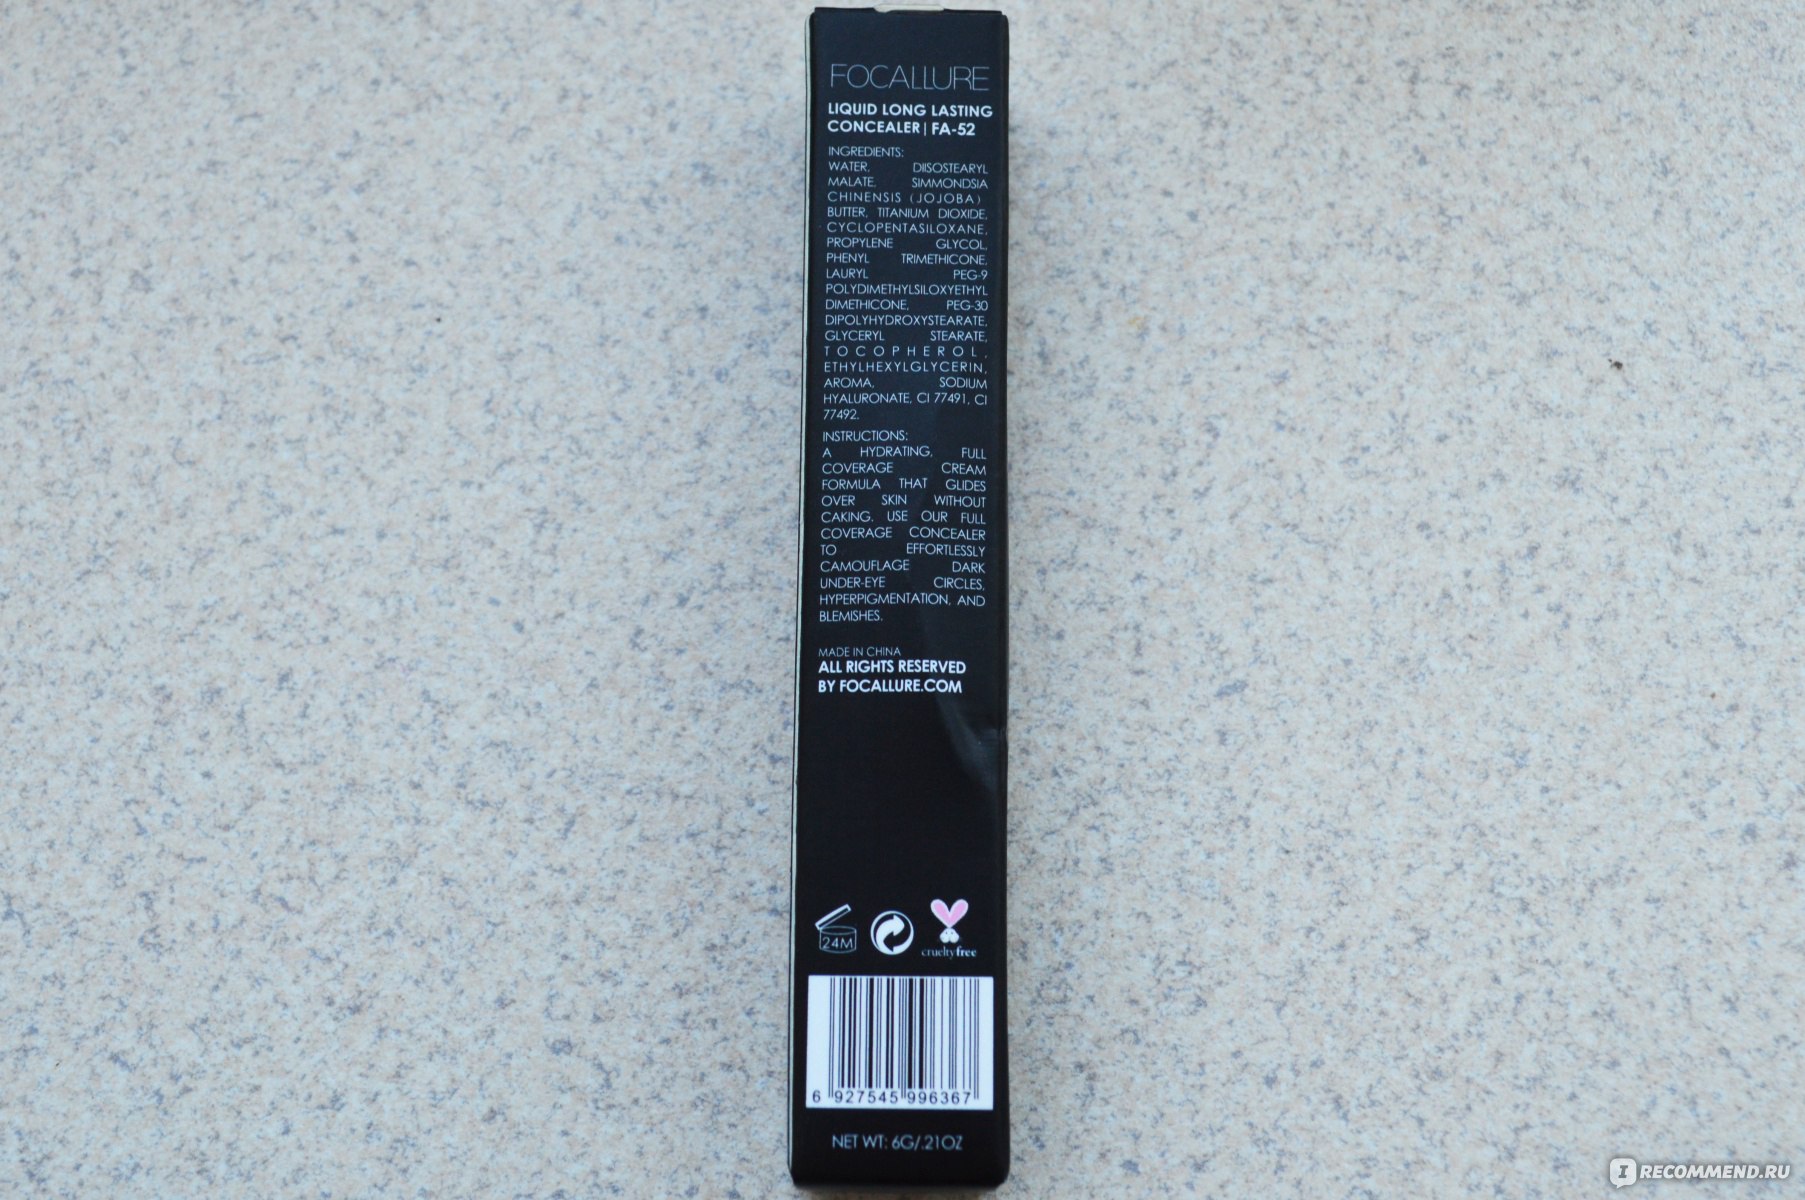 FOCALLURE
LIQUID LONG LASTING
CONCEALER | FA-52
INGREDIENTS:
WATER, DIISOSTEARYL
MALATE, SIMMONDSIA
CHINENSIS (JOJOBA)
BUTTER, TITANIUM DIOXIDE,
CYCLOPENTASILOXANE,
PROPYLENE GLYCOL,
PHENYL TRIMETHICONE,
LAURYL PEG-9
POLYDIMETHYLSILOXYETHYL
DIMETHICONE, PEG-30
DIPOLYHYDROXYSTEARATE,
GLYCERYL STEARATE,
TOCOPHEROL,
ETHYLHEXYLGLYCERIN,
AROMA, SODIUM
HYALURONATE, CI 77491, CI
77492.
INSTRUCTIONS:
A HYDRATING, FULL
COVERAGE CREAM
FORMULA THAT GLIDES
OVER SKIN WITHOUT
CAKING. USE OUR FULL
COVERAGE CONCEALER
TO EFFORTLESSLY
CAMOUFLAGE DARK
UNDER-EYE CIRCLES,
HYPERPIGMENTATION, AND
BLEMISHES.
MADE IN CHINA
ALL RIGHTS RESERVED
BY FOCALLURE.COM
24M
crueltyfree
6 927545 996367
NET WT: 6G/.21OZ
IRECOMMEND.RU